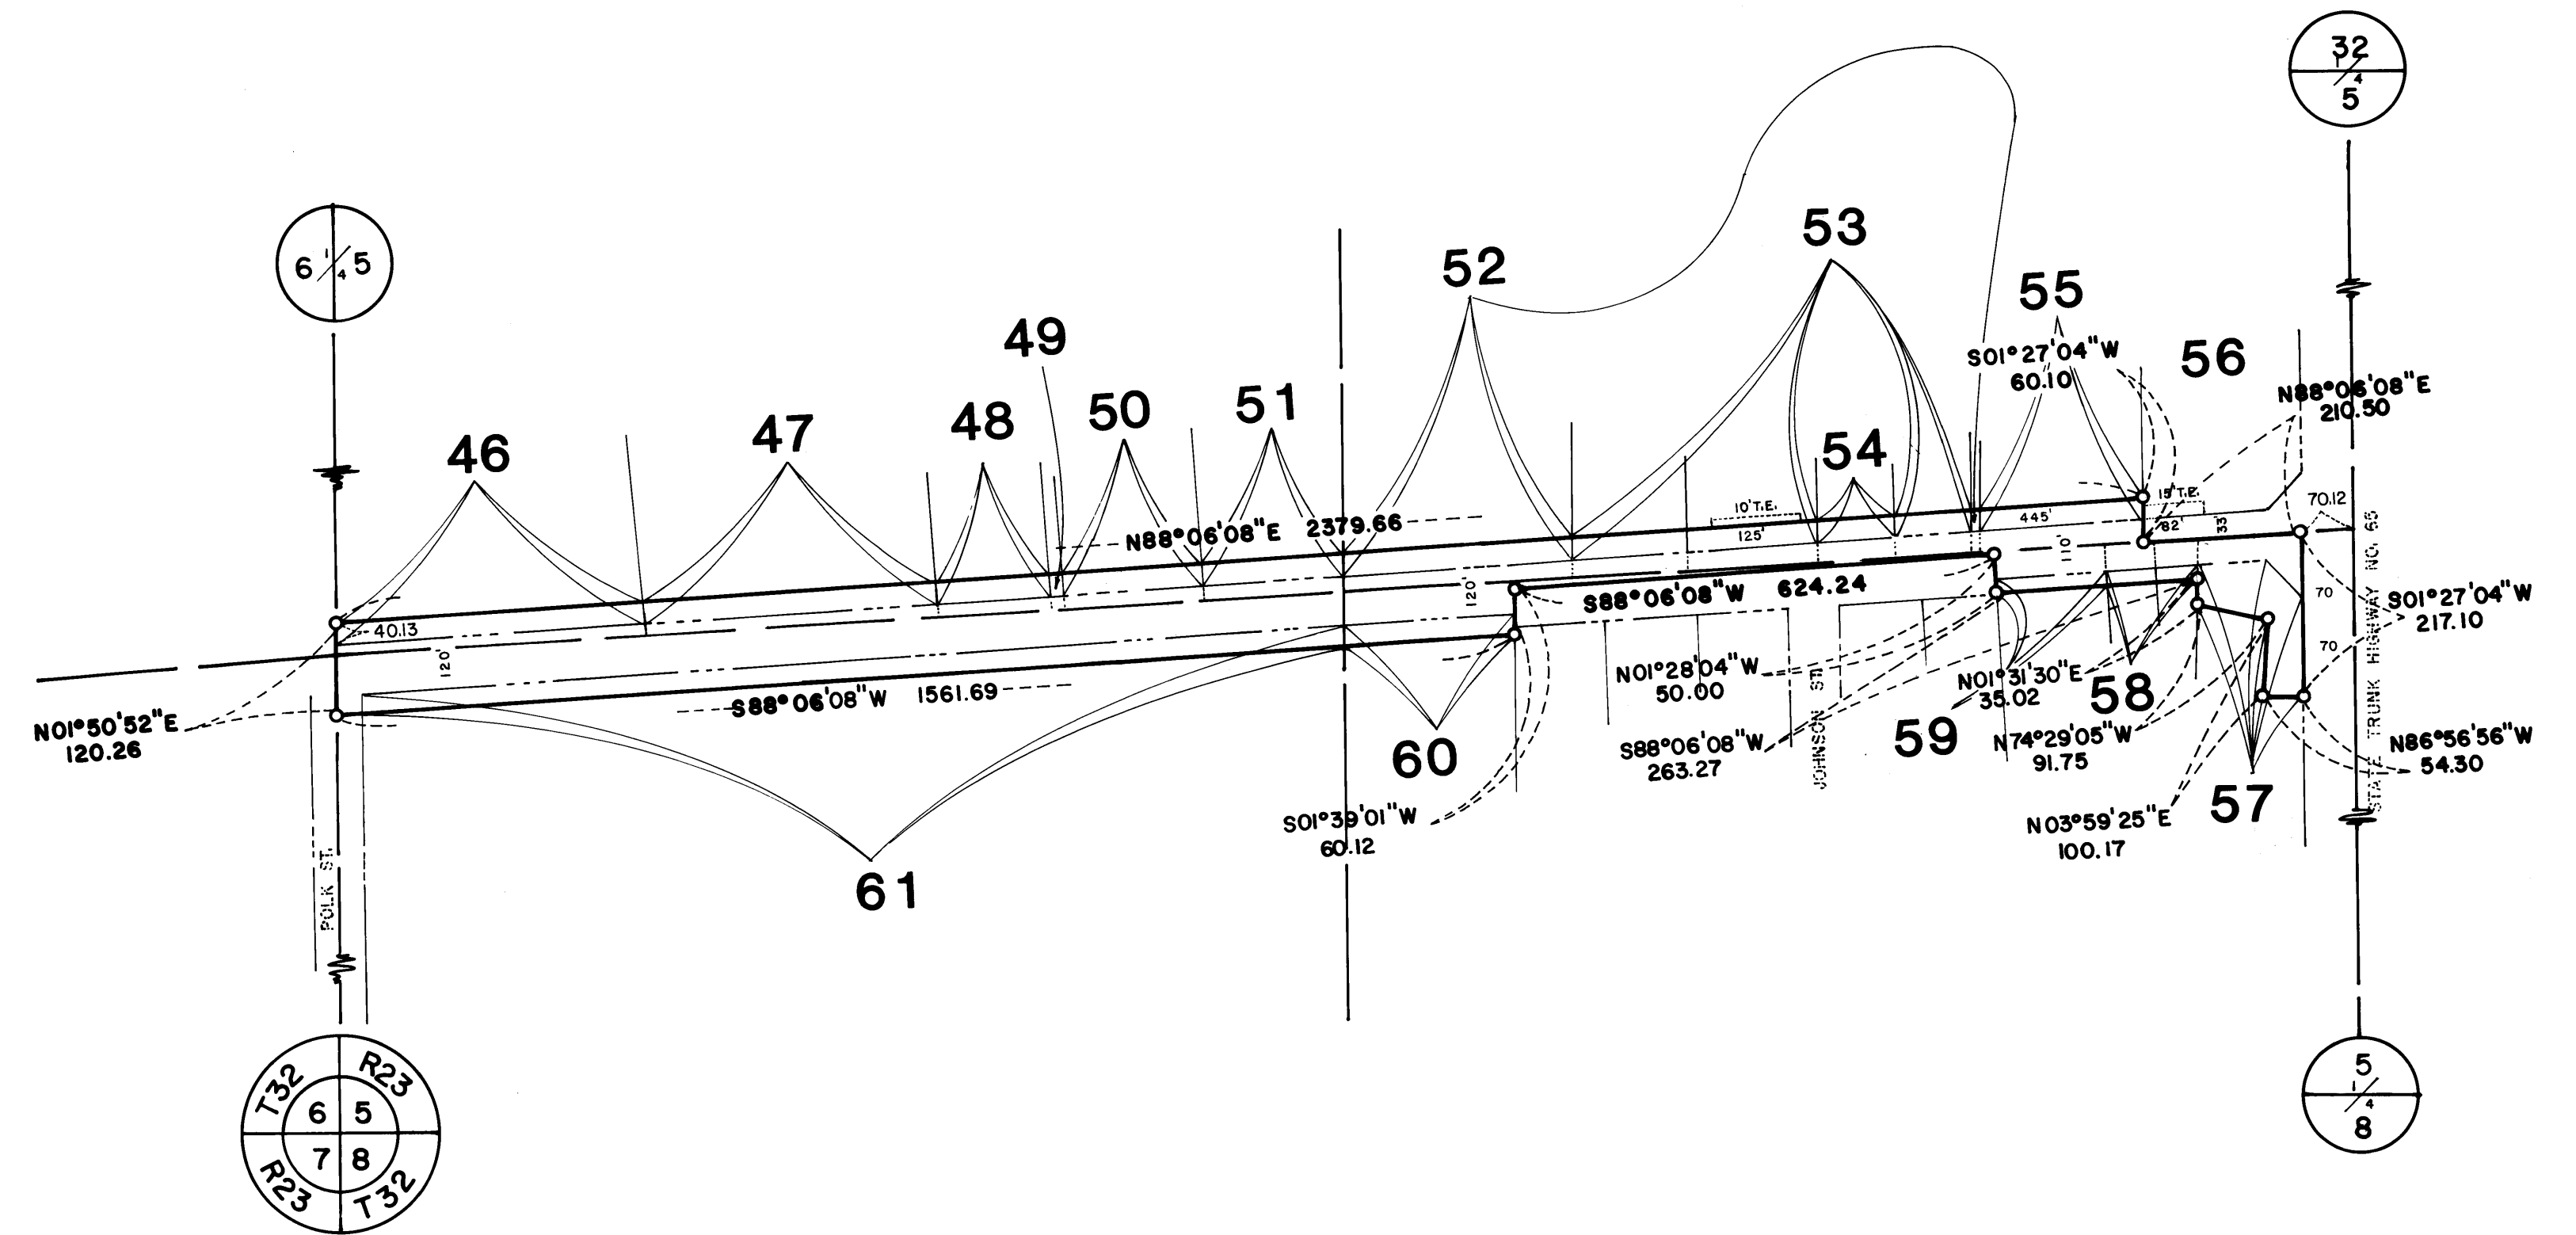 32
1/4
5
6 1/4 5
53
52
55
49
S01°27'04"W
60.10
56
N88°06'08"E
210.50
50
51
48
47
46
54
10' T.E.
15' T.E.
70.12
N88°06'08"E 2379.66
125'
445'
82'
33'
110'
40.13
120'
120'
S88°06'08"W 624.24
70
70
S01°27'04"W
217.10
STATE TRUNK HIGHWAY NO. 65
N01°28'04"W
50.00
N01°31'30"E
35.02
58
S88°06'08"W 1561.69
N01°50'52"E
120.26
JOHNSON ST.
59
S88°06'08"W
263.27
N74°29'05"W
91.75
N86°56'56"W
54.30
60
57
S01°39'01"W
60.12
N03°59'25"E
100.17
61
POLK ST.
T32 R23
6 5
7 8
R23 T32
5
1/4
8